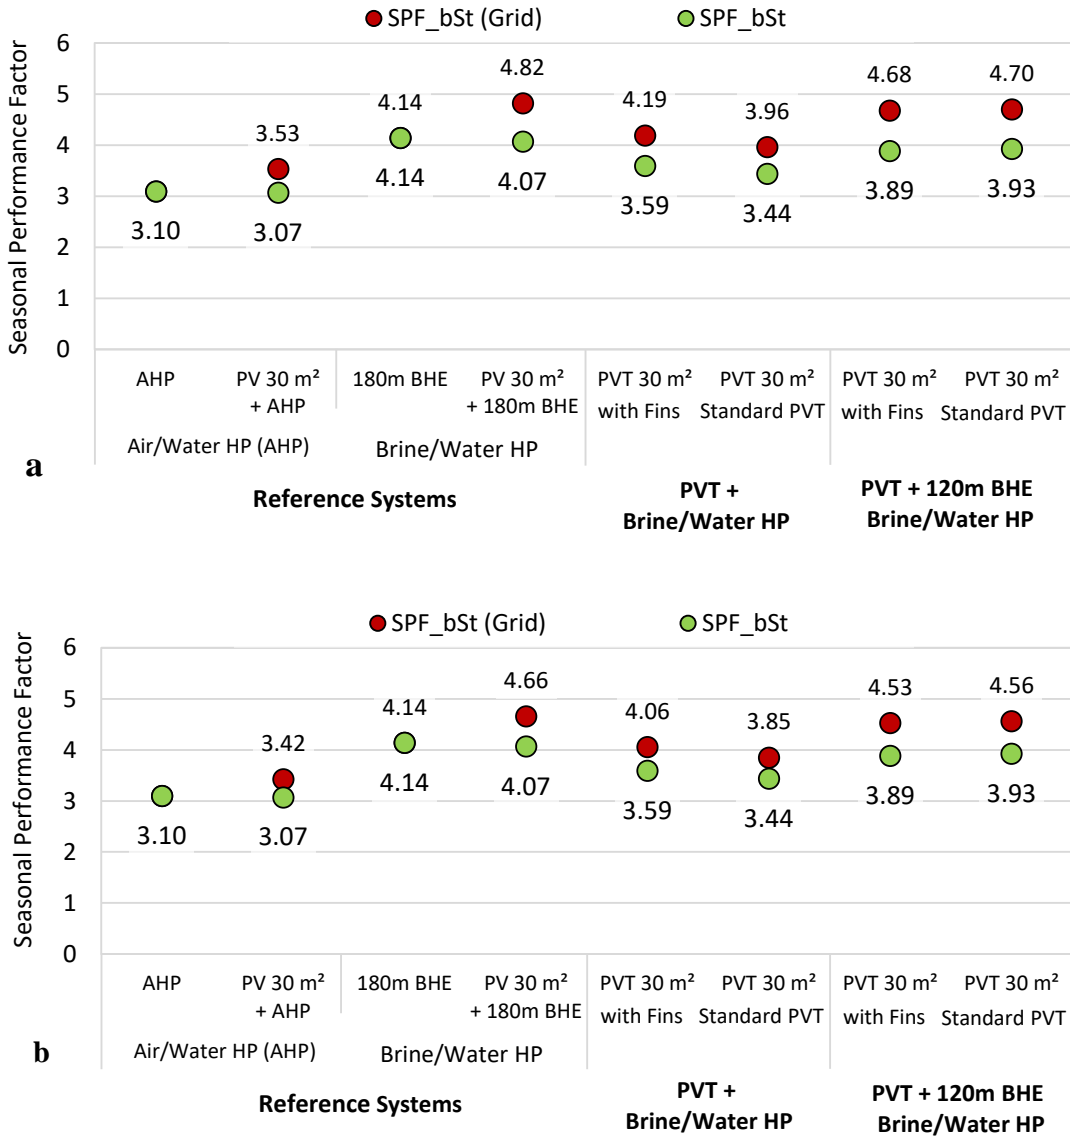 SPF_bSt (Grid) SPF_bSt
Seasonal Performance Factor
6
5
4
3
2
1
0
3.10
3.53
3.07
4.14
4.14
4.82
4.07
4.19
3.59
3.96
3.44
4.68
3.89
4.70
3.93
AHP PV 30 m² 180m BHE PV 30 m² PVT 30 m² PVT 30 m² PVT 30 m² PVT 30 m²
+ AHP + 180m BHE with Fins Standard PVT with Fins Standard PVT
Air/Water HP (AHP) Brine/Water HP
a
Reference Systems PVT + PVT + 120m BHE
Brine/Water HP Brine/Water HP
SPF_bSt (Grid) SPF_bSt
Seasonal Performance Factor
6
5
4
3
2
1
0
3.10
3.42
3.07
4.14
4.14
4.66
4.07
4.06
3.59
3.85
3.44
4.53
3.89
4.56
3.93
AHP PV 30 m² 180m BHE PV 30 m² PVT 30 m² PVT 30 m² PVT 30 m² PVT 30 m²
+ AHP + 180m BHE with Fins Standard PVT with Fins Standard PVT
b Air/Water HP (AHP) Brine/Water HP
Reference Systems PVT + PVT + 120m BHE
Brine/Water HP Brine/Water HP